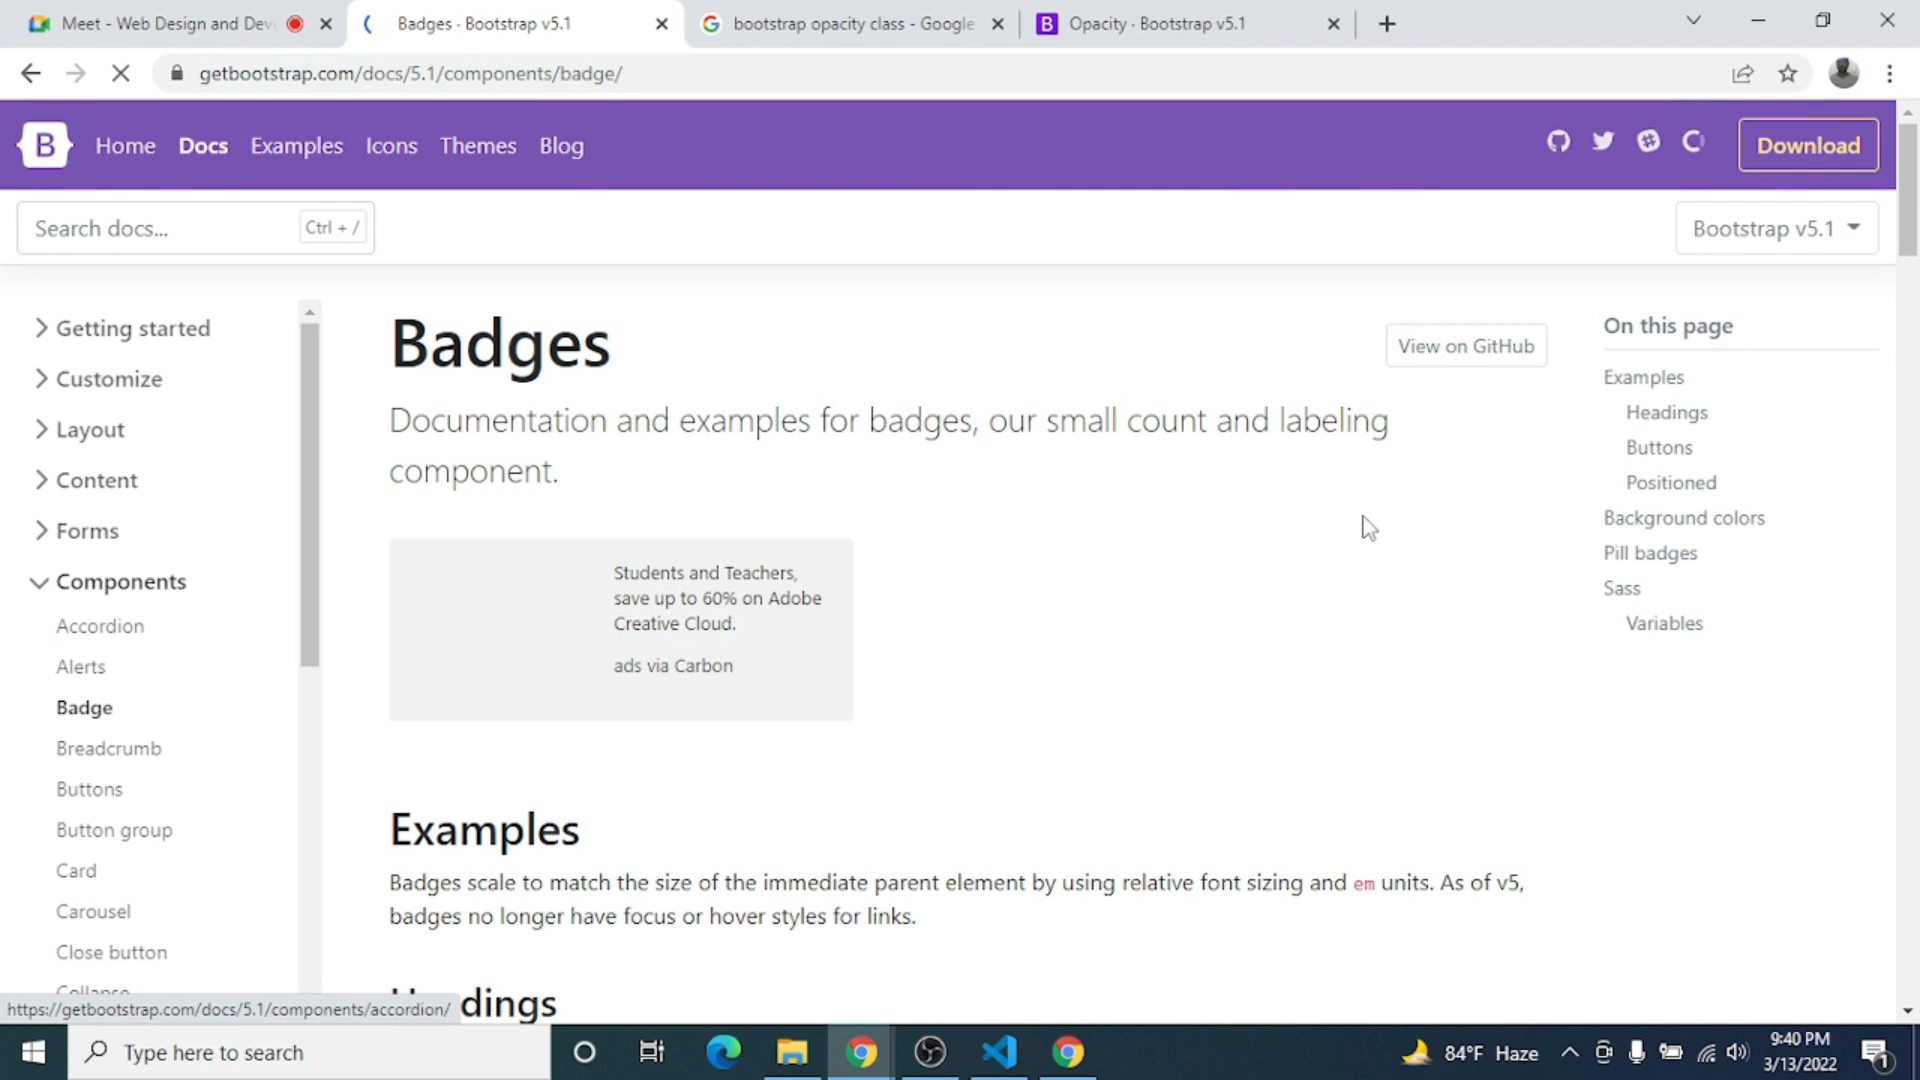 Meet - Web Design and Dev
Badges · Bootstrap v5.1
bootstrap opacity class - Google
B
Opacity · Bootstrap v5.1
getbootstrap.com/docs/5.1/components/badge/
B
Home
Docs
Examples
Icons
Themes
Blog
Download
Search docs...
Ctrl + /
Bootstrap v5.1
Getting started
Customize
Layout
Content
Forms
Components
Accordion
Alerts
Badge
Breadcrumb
Buttons
Button group
Card
Carousel
Close button
Collapse
https://getbootstrap.com/docs/5.1/components/accordion/
Badges
View on GitHub
Documentation and examples for badges, our small count and labeling
component.
Students and Teachers,
save up to 60% on Adobe
Creative Cloud.
ads via Carbon
Examples
Badges scale to match the size of the immediate parent element by using relative font sizing and em units. As of v5,
badges no longer have focus or hover styles for links.
Headings
On this page
Examples
Headings
Buttons
Positioned
Background colors
Pill badges
Sass
Variables
Type here to search
84°F Haze
9:40 PM
3/13/2022
1